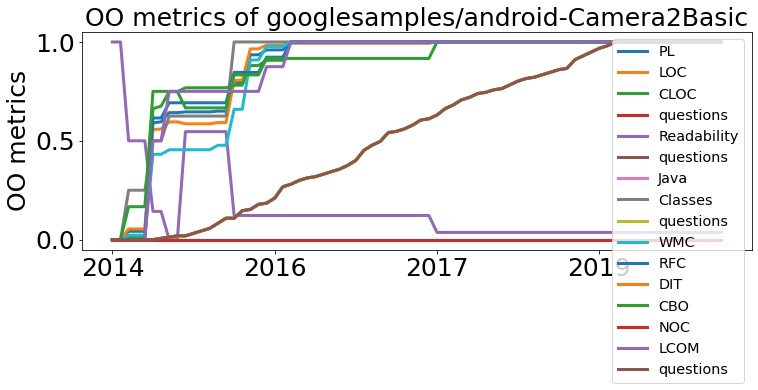 OO metrics of googlesamples/android-Camera2Basic
OO metrics
1.0
0.5
0.0
2014
2016
2017
2019
PL
LOC
CLOC
questions
Readability
questions
Java
Classes
questions
WMC
RFC
DIT
CBO
NOC
LCOM
questions